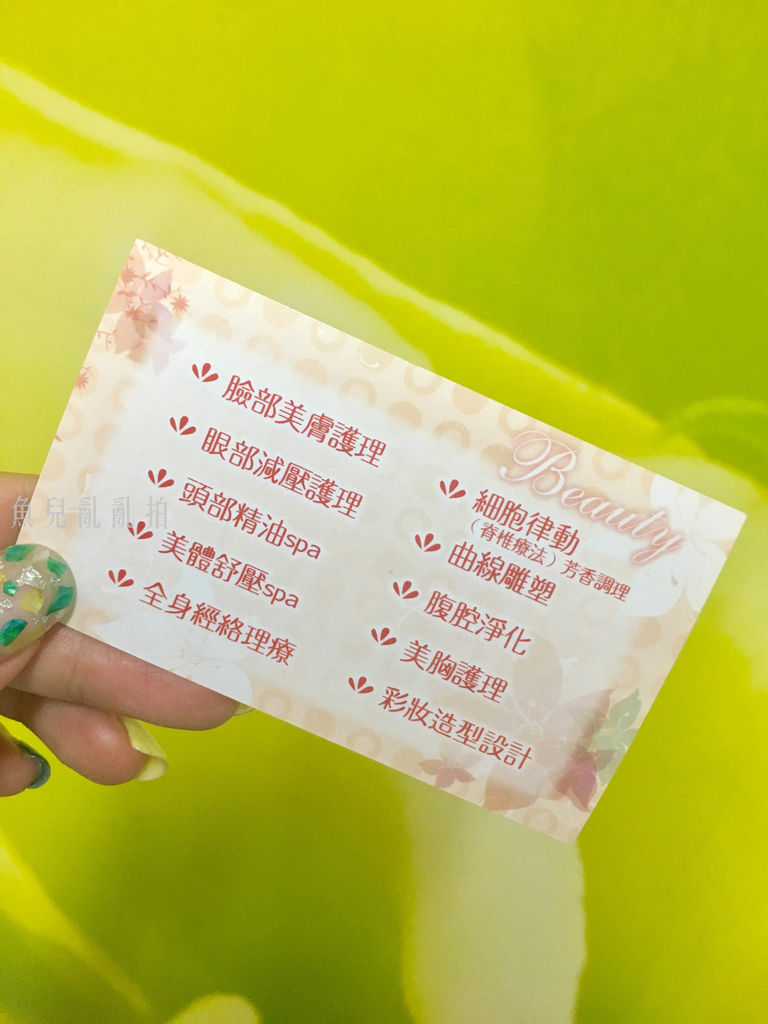 臉部美膚護理
眼部減壓護理
頭部精油spa
美體舒壓spa
全身經絡理療
Beauty
細胞律動
(脊椎療法)芳香調理
曲線雕塑
腹腔淨化
美胸護理
彩妝造型設計
魚兒亂亂拍